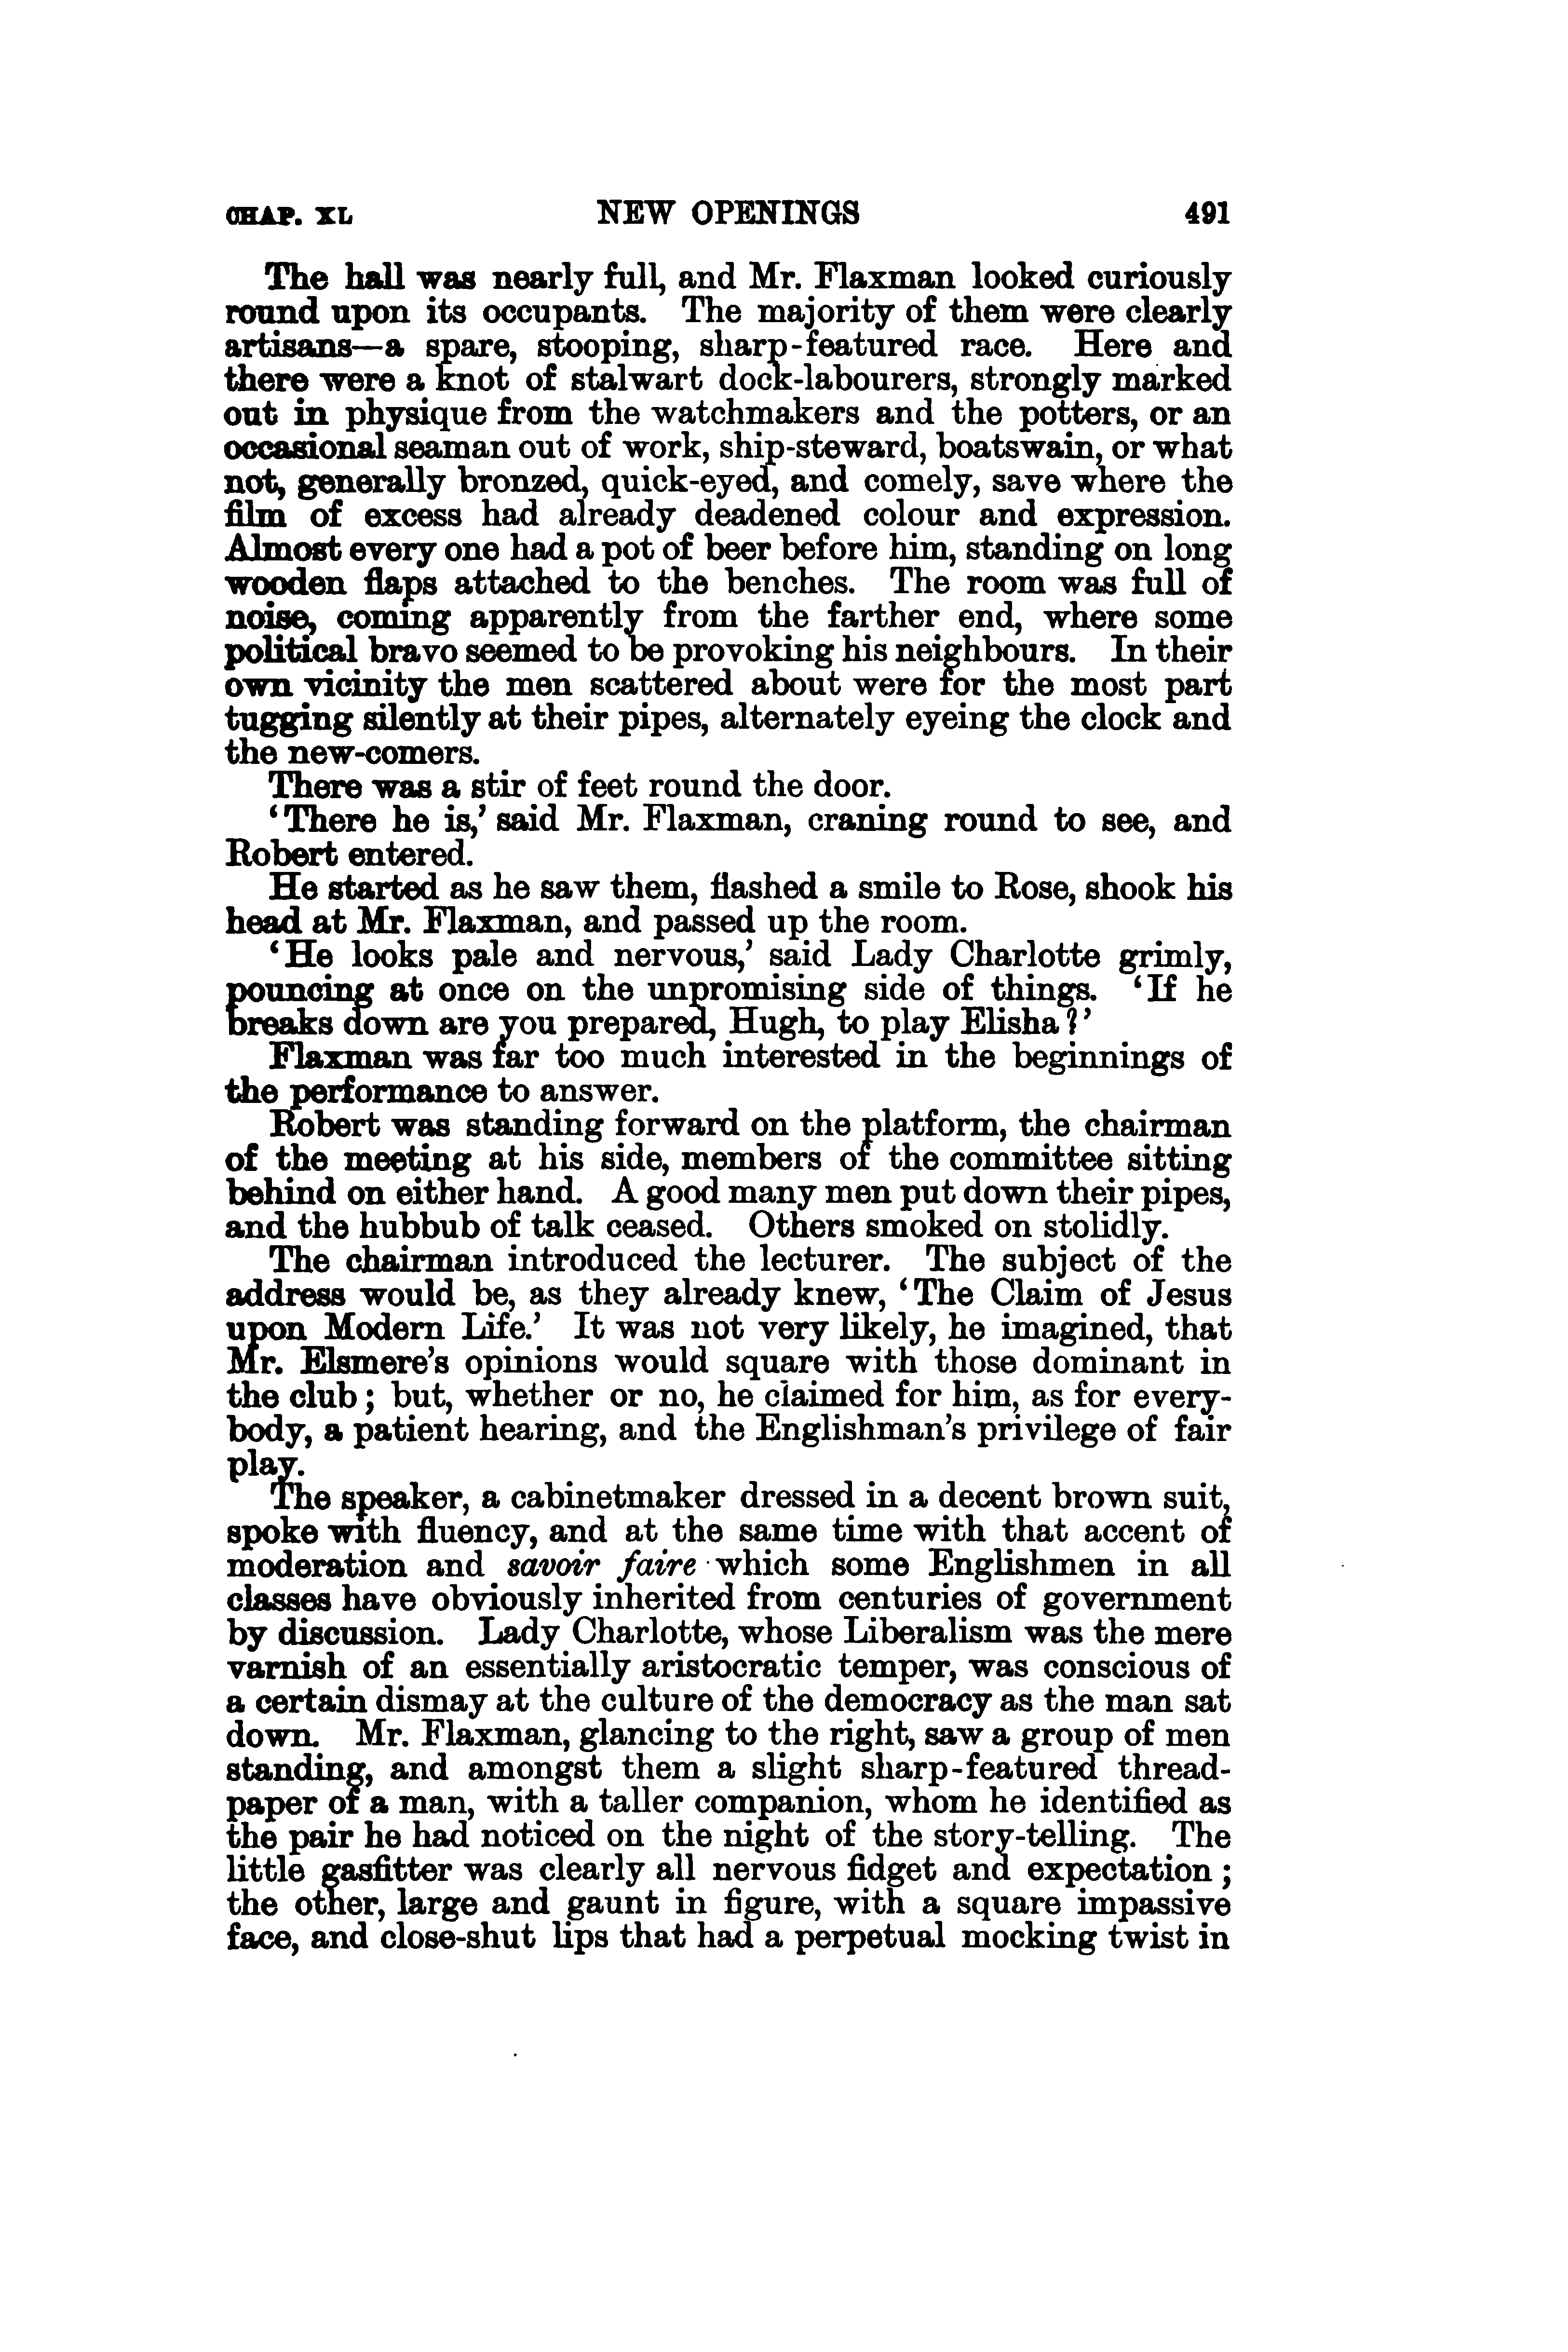 CHAP. XL NEW OPENINGS 491
The hall was nearly full, and Mr. Flaxman looked curiously
round upon its occupants. The majority of them were clearly
artisans—a spare, stooping, sharp-featured race. Here and
there were a knot of stalwart dock-labourers, strongly marked
out in physique from the watchmakers and the potters, or an
occasional seaman out of work, ship-steward, boatswain, or what
not, generally bronzed, quick-eyed, and comely, save where the
film of excess had already deadened colour and expression.
Almost every one had a pot of beer before him, standing on long
wooden flaps attached to the benches. The room was full of
noise, coming apparently from the farther end, where some
political bravo seemed to be provoking his neighbours. In their
own vicinity the men scattered about were for the most part
tugging silently at their pipes, alternately eyeing the clock and
the new-comers.
There was a stir of feet round the door.
‘There he is,’ said Mr. Flaxman, craning round to see, and
Robert entered.
He started as he saw them, flashed a smile to Rose, shook his
head at Mr. Flaxman, and passed up the room.
‘He looks pale and nervous,’ said Lady Charlotte grimly,
pouncing at once on the unpromising side of things. ‘If he
breaks down are you prepared, Hugh, to play Elisha?’
Flaxman was far too much interested in the beginnings of
the performance to answer.
Robert was standing forward on the platform, the chairman
of the meeting at his side, members of the committee sitting
behind on either hand. A good many men put down their pipes,
and the hubbub of talk ceased. Others smoked on stolidly.
The chairman introduced the lecturer. The subject of the
address would be, as they already knew, ‘The Claim of Jesus
upon Modern Life.’ It was not very likely, he imagined, that
Mr. Elsmere’s opinions would square with those dominant in
the club; but, whether or no, he claimed for him, as for every-
body, a patient hearing, and the Englishman’s privilege of fair
play.
The speaker, a cabinetmaker dressed in a decent brown suit,
spoke with fluency, and at the same time with that accent of
moderation and savoir faire which some Englishmen in all
classes have obviously inherited from centuries of government
by discussion. Lady Charlotte, whose Liberalism was the mere
varnish of an essentially aristocratic temper, was conscious of
a certain dismay at the culture of the democracy as the man sat
down. Mr. Flaxman, glancing to the right, saw a group of men
standing, and amongst them a slight sharp-featured thread-
paper of a man, with a taller companion, whom he identified as
the pair he had noticed on the night of the story-telling. The
little gasfitter was clearly all nervous fidget and expectation;
the other, large and gaunt in figure, with a square impassive
face, and close-shut lips that had a perpetual mocking twist in